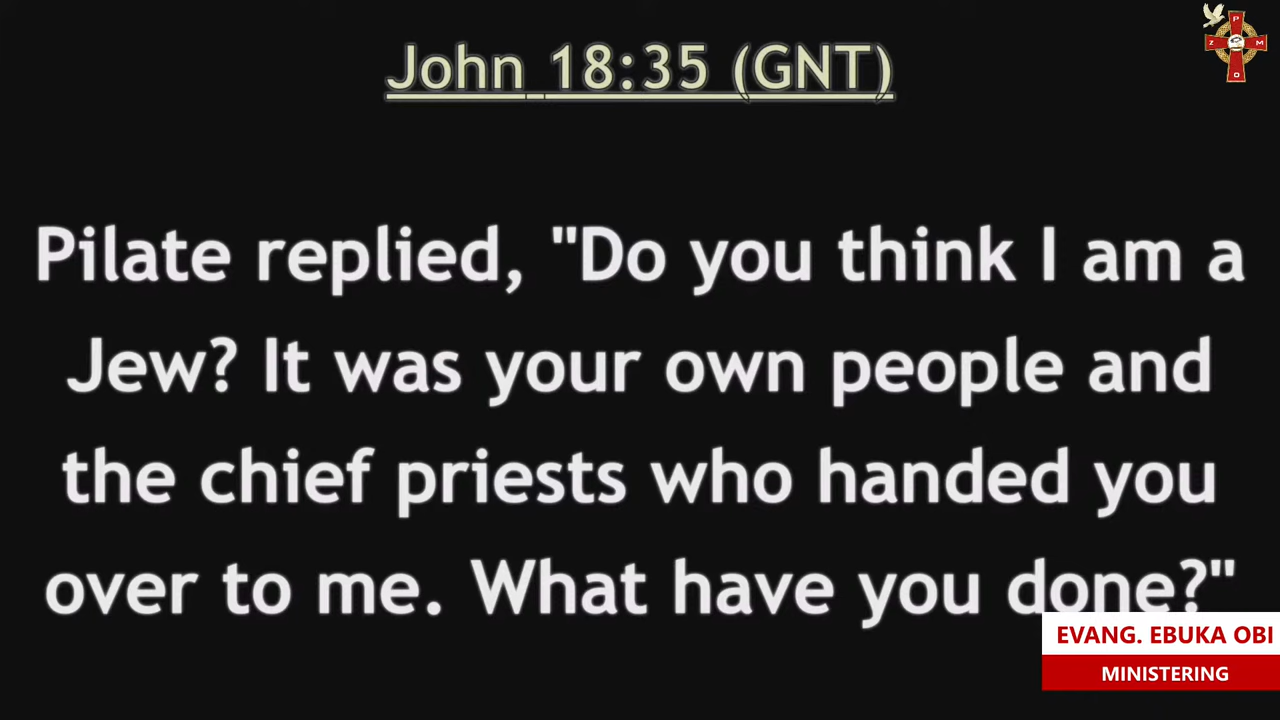 John 18:35 (GNT)
Pilate replied, "Do you think I am a
Jew? It was your own people and
the chief priests who handed you
over to me. What have you done?"
EVANG. EBUKA OBI
MINISTERING
P
Z M
O